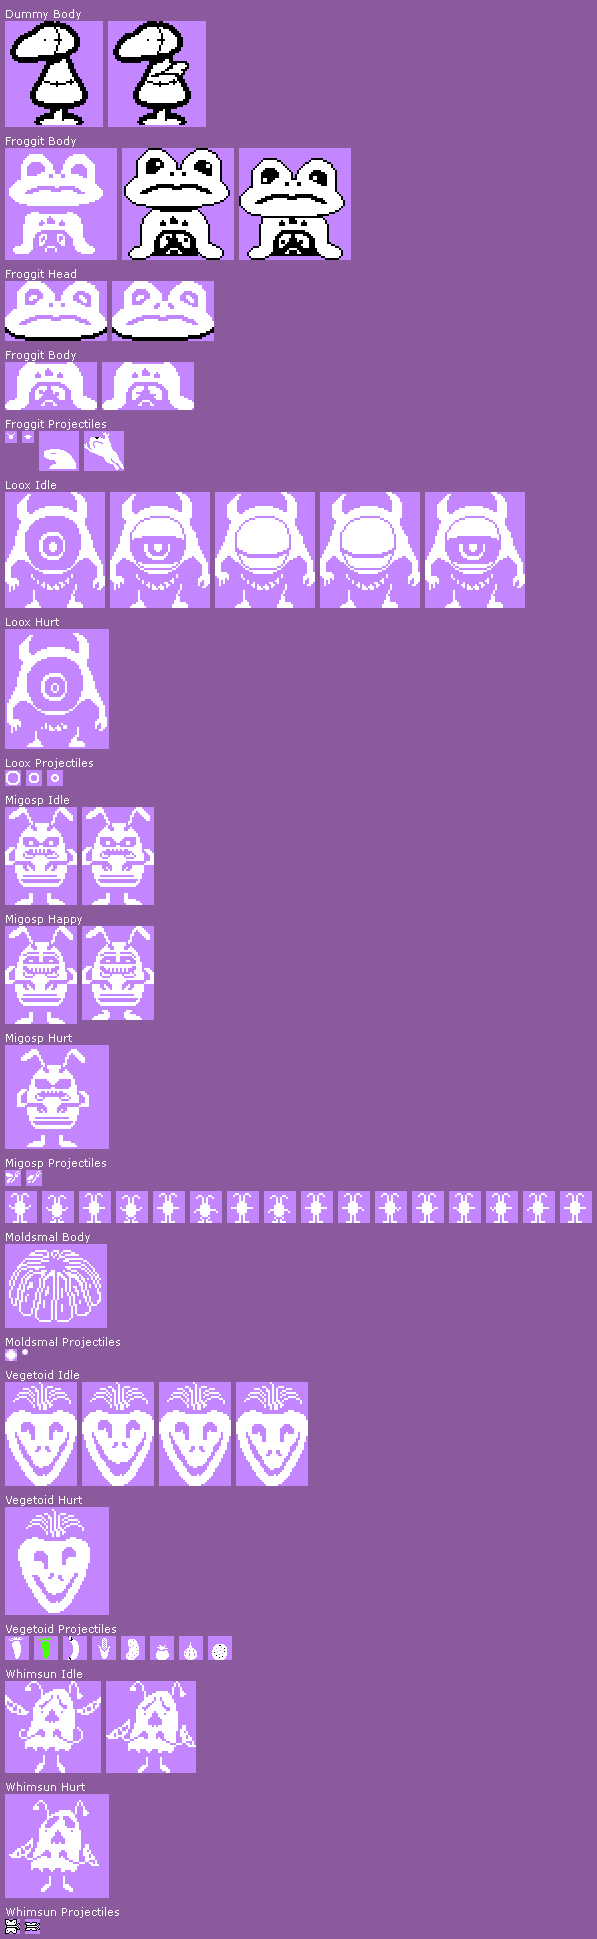 Dummy Body
Froggit Body
Froggit Head
Froggit Body
Froggit Projectiles
Loox Idle
Loox Hurt
Loox Projectiles
Migosp Idle
Migosp Happy
Migosp Hurt
Migosp Projectiles
Moldsmal Body
Moldsmal Projectiles
Vegetoid Idle
Vegetoid Hurt
Vegetoid Projectiles
Whimsun Idle
Whimsun Hurt
Whimsun Projectiles